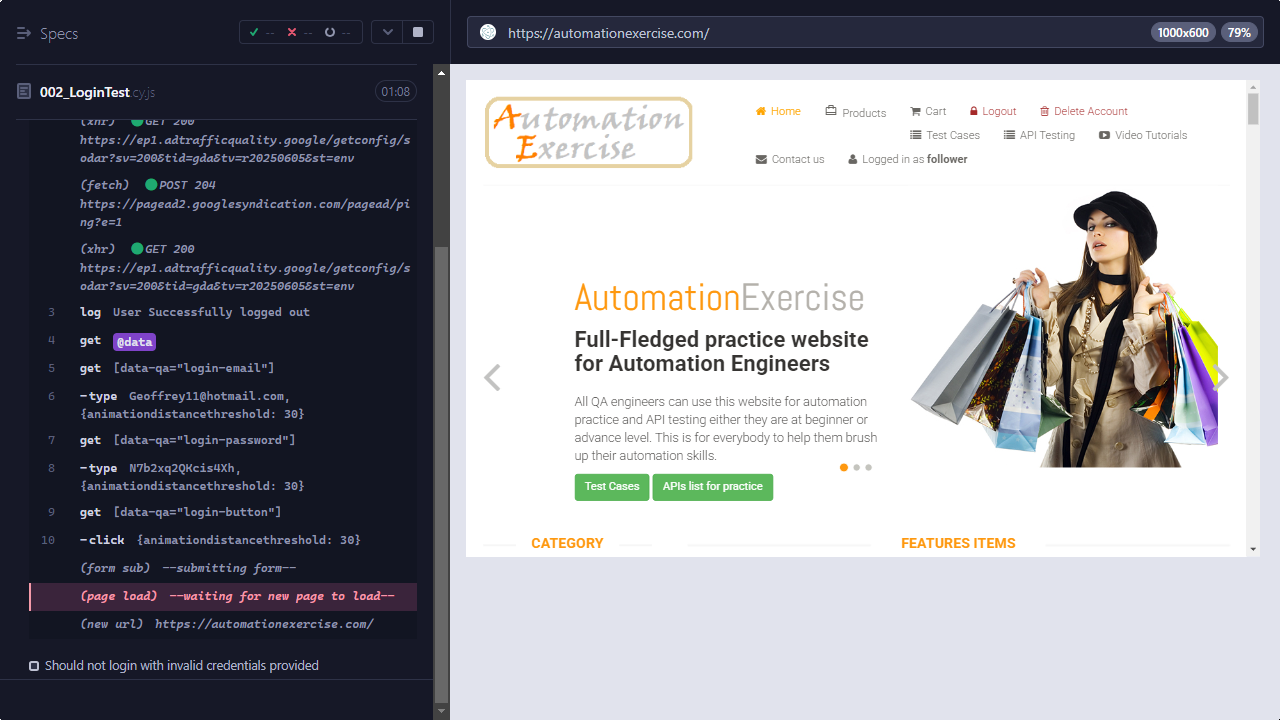 Specs
--
--
--
https://automationexercise.com/
1000x600
79%
002_LoginTest.cy.js
01:08
(xhr) GET 200
https://ep1.adtrafficquality.google/getconfig/s
odar?sv=200&tid=gda&tv=r20250605&st=env
(fetch) POST 204
https://pagead2.googlesyndication.com/pagead/pi
ng?e=1
(xhr) GET 200
https://ep1.adtrafficquality.google/getconfig/s
odar?sv=200&tid=gda&tv=r20250605&st=env
3 log User Successfully logged out
4 get @data
5 get [data-qa="login-email"]
6 -type Geoffrey11@hotmail.com,
{animationdistancethreshold: 30}
7 get [data-qa="login-password"]
8 -type N7b2xq2QKcis4Xh,
{animationdistancethreshold: 30}
9 get [data-qa="login-button"]
10 -click {animationdistancethreshold: 30}
(form sub) --submitting form--
(page load) --waiting for new page to load--
(new url) https://automationexercise.com/
Should not login with invalid credentials provided
Automation
Exercise
Home Products Cart Logout Delete Account
Test Cases API Testing Video Tutorials
Contact us Logged in as follower
AutomationExercise
Full-Fledged practice website
for Automation Engineers
All QA engineers can use this website for automation
practice and API testing either they are at beginner or
advance level. This is for everybody to help them brush
up their automation skills.
Test Cases APIs list for practice
CATEGORY
FEATURES ITEMS